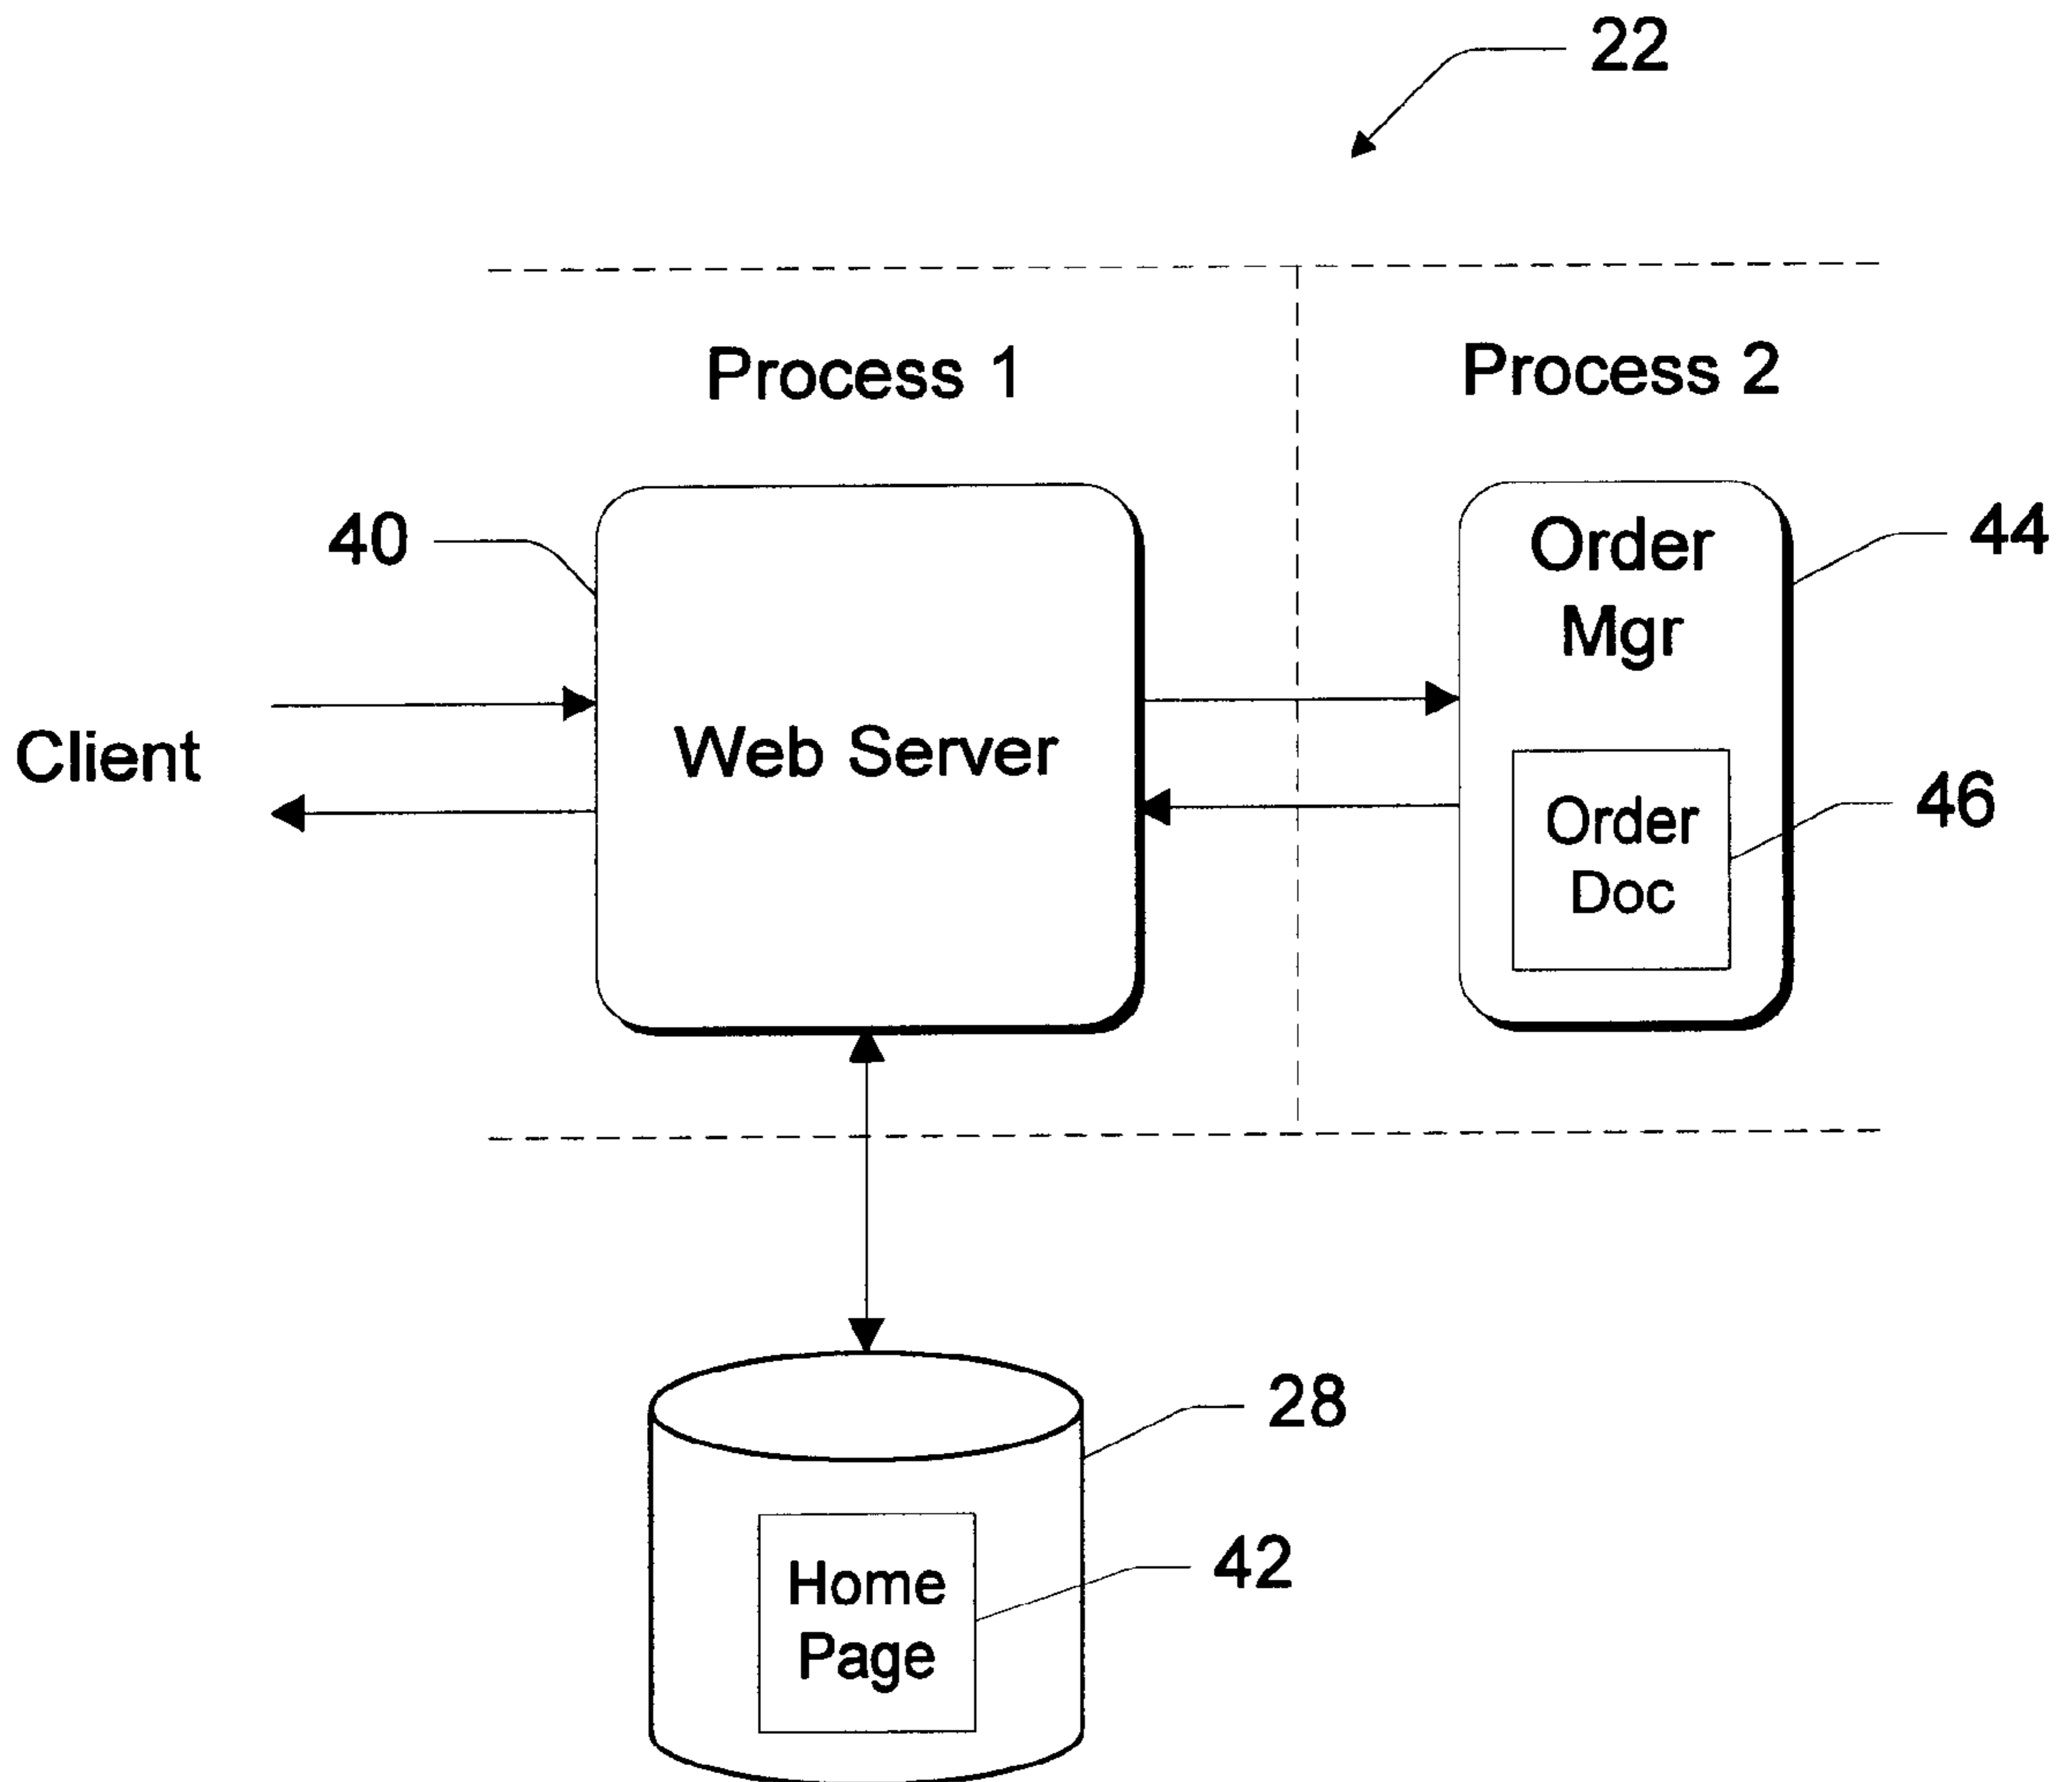 22
Process 1
Process 2
40
Order
Mgr
44
Client
Web Server
Order
Doc
46
28
Home
Page
42